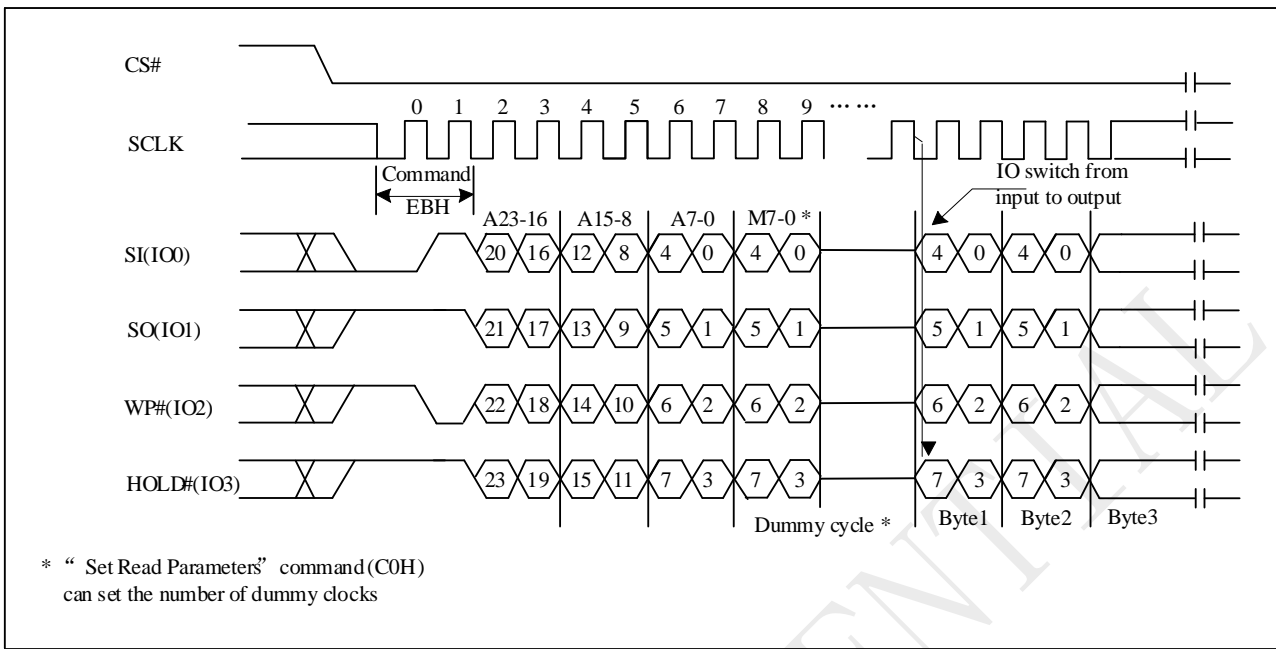 CS#
0 1 2 3 4 5 6 7 8 9 ... ...
SCLK
Command
EBH
IO switch from
input to output
A23-16 A15-8 A7-0 M7-0 *
SI(IO0)
20 16 12 8 4 0 4 0 4 0 4 0
SO(IO1)
21 17 13 9 5 1 5 1 5 1 5 1
WP#(IO2)
22 18 14 10 6 2 6 2 6 2 6 2
HOLD#(IO3)
23 19 15 11 7 3 7 3 7 3 7 3
Dummy cycle *
Byte1 Byte2 Byte3
* “ Set Read Parameters” command (C0H)
can set the number of dummy clocks
ENTIAL